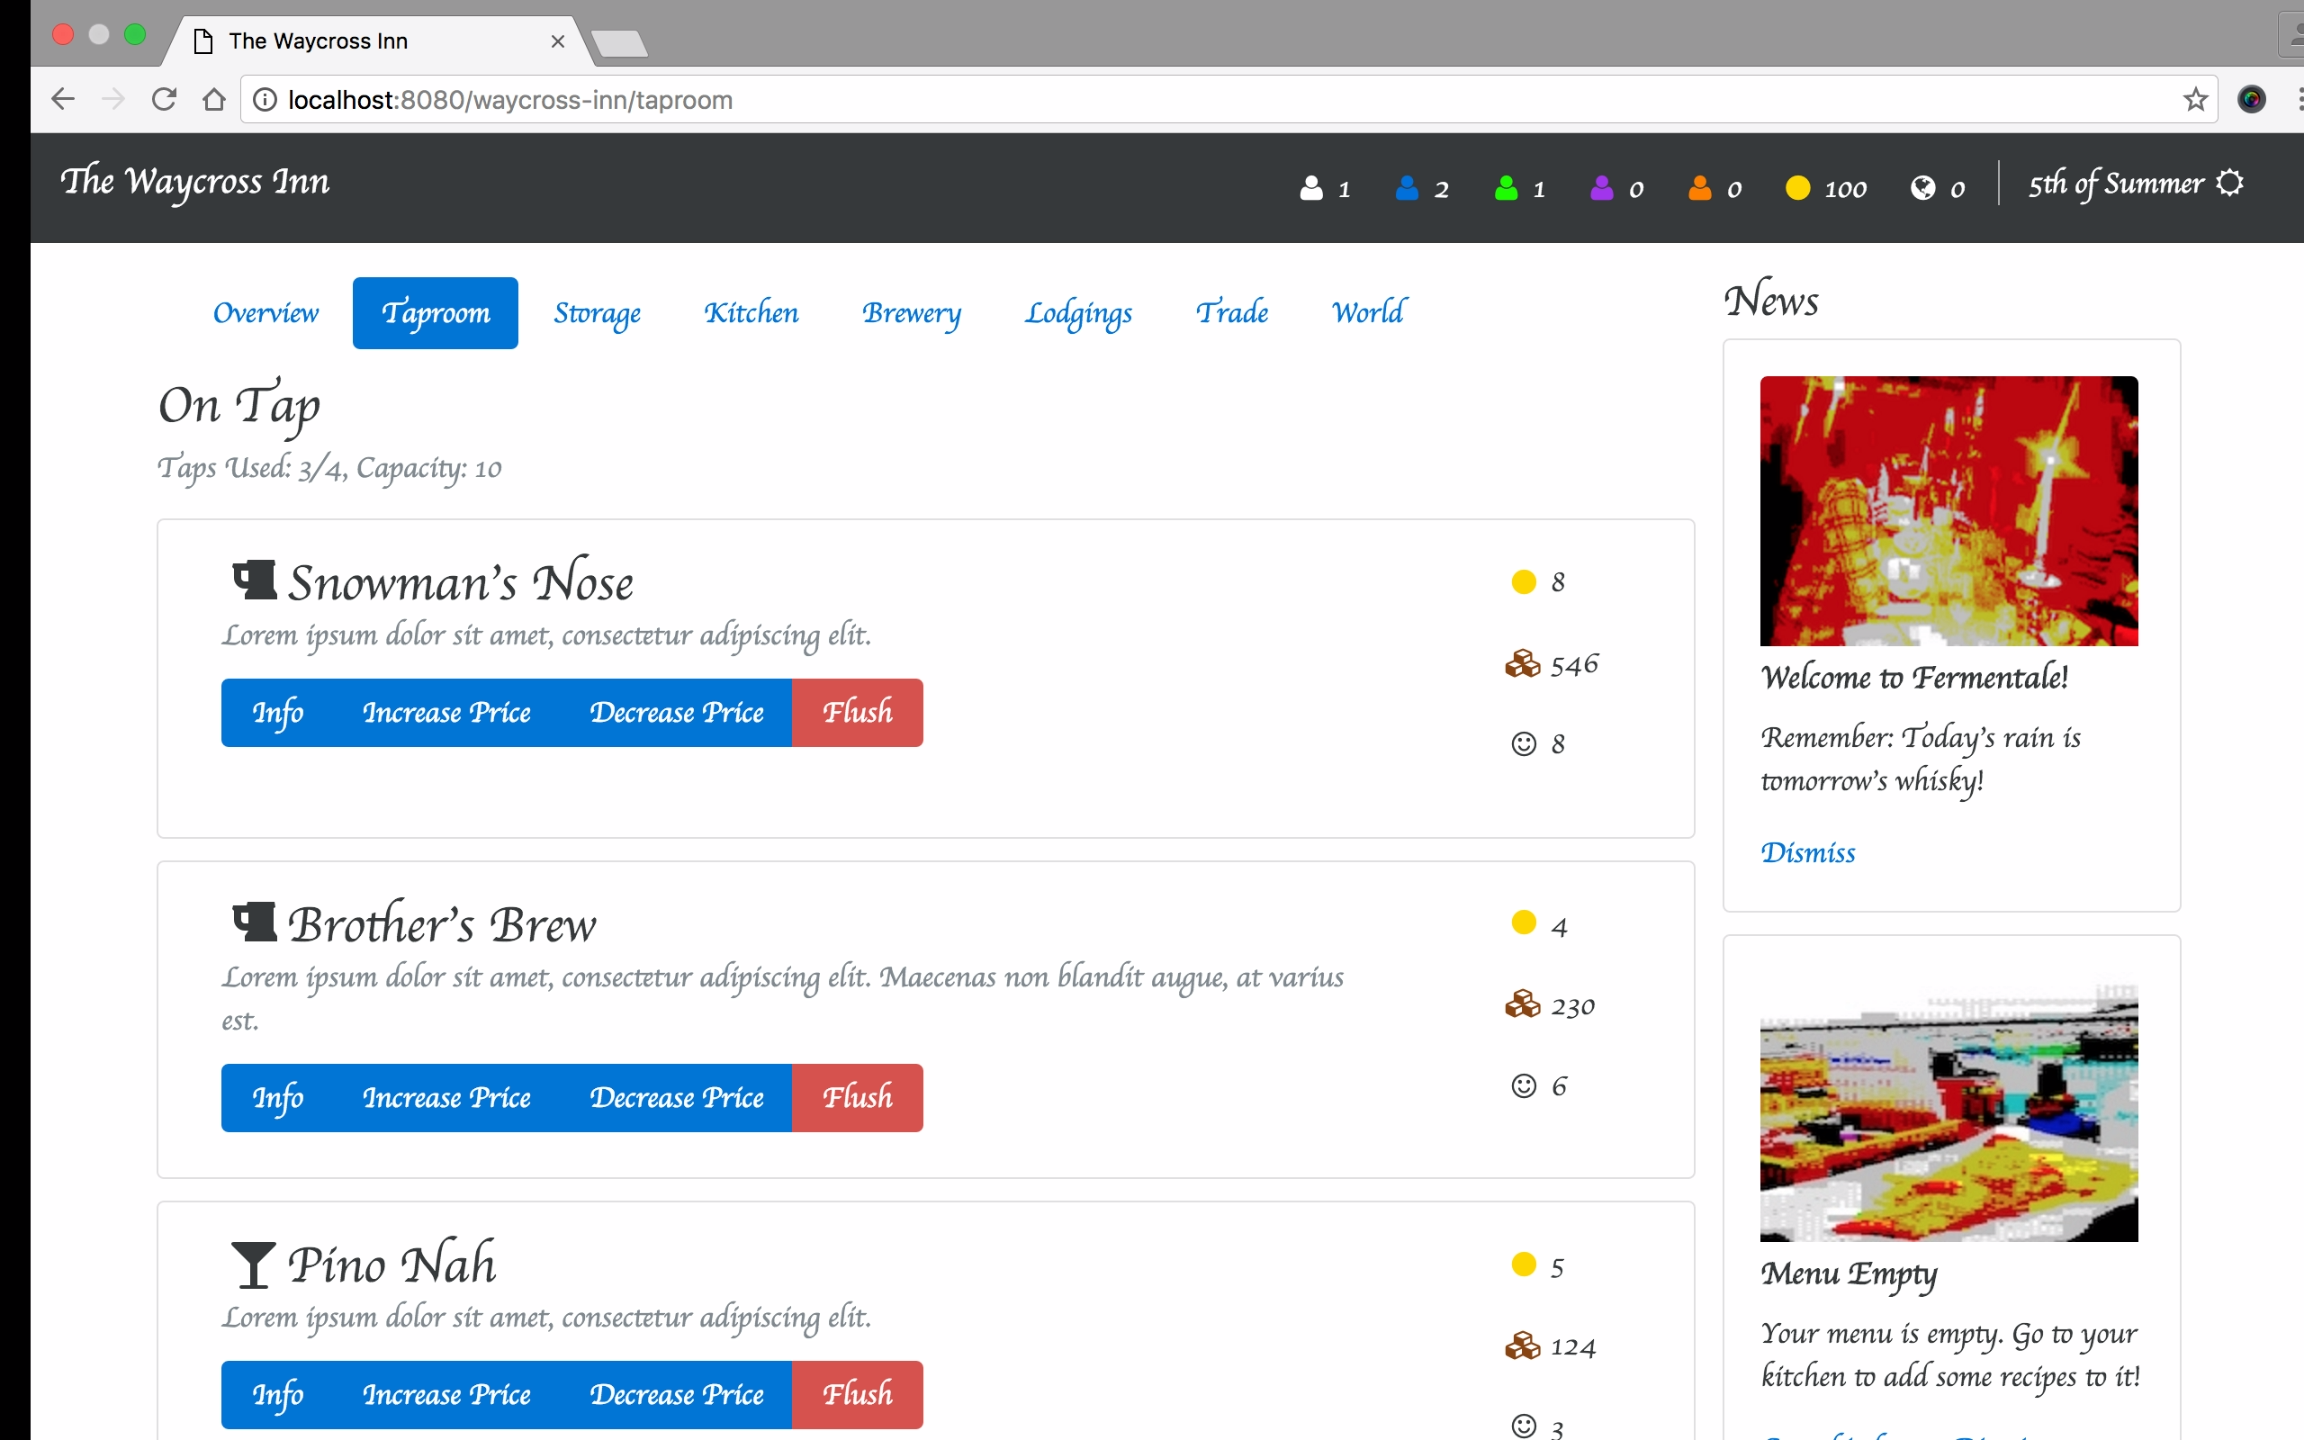 The Waycross Inn
localhost:8080/waycross-inn/taproom
The Waycross Inn
1 2 1 0 0 100 0 5th of Summer
Overview Taproom Storage Kitchen Brewery Lodgings Trade World
On Tap
Taps Used: 3/4, Capacity: 10
Snowman's Nose
Lorem ipsum dolor sit amet, consectetur adipiscing elit.
Info Increase Price Decrease Price Flush
8
546
8
Brother's Brew
Lorem ipsum dolor sit amet, consectetur adipiscing elit. Maecenas non blandit augue, at varius
est.
Info Increase Price Decrease Price Flush
4
230
6
Pino Nah
Lorem ipsum dolor sit amet, consectetur adipiscing elit.
Info Increase Price Decrease Price Flush
5
124
3
News
Welcome to Fermentale!
Remember: Today's rain is
tomorrow's whisky!
Dismiss
Menu Empty
Your menu is empty. Go to your
kitchen to add some recipes to it!